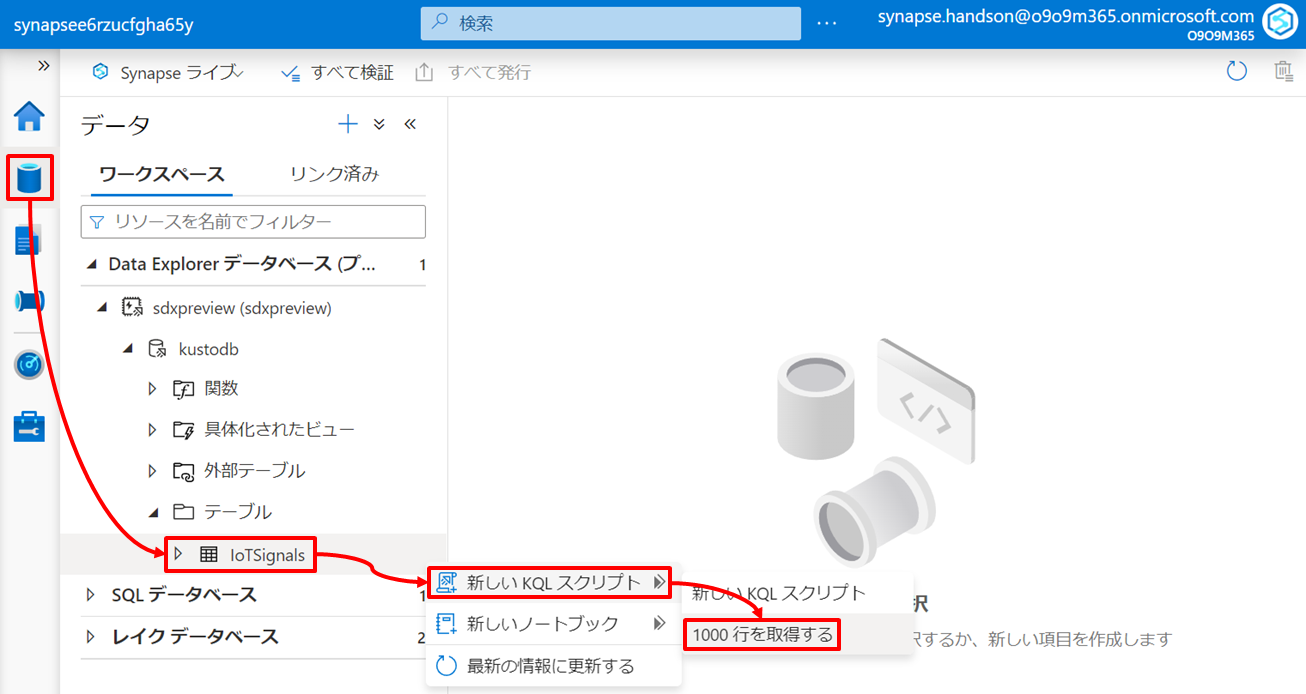 synapsee6rzucfgha65y
検索
···
synapse.handson@o9o9m365.onmicrosoft.com
O9O9M365
Synapse ライブ
すべて検証
すべて発行
データ
ワークスペース
リンク済み
リソースを名前でフィルター
Data Explorer データベース (プ...
1
sdxpreview (sdxpreview)
kustodb
関数
具体化されたビュー
外部テーブル
テーブル
IoTSignals
SQL データベース
1
レイク データベース
2
新しい KQL スクリプト
新しいノートブック
最新の情報に更新する
新しい KQL スクリプト
1000 行を取得する
択
択するか、新しい項目を作成します